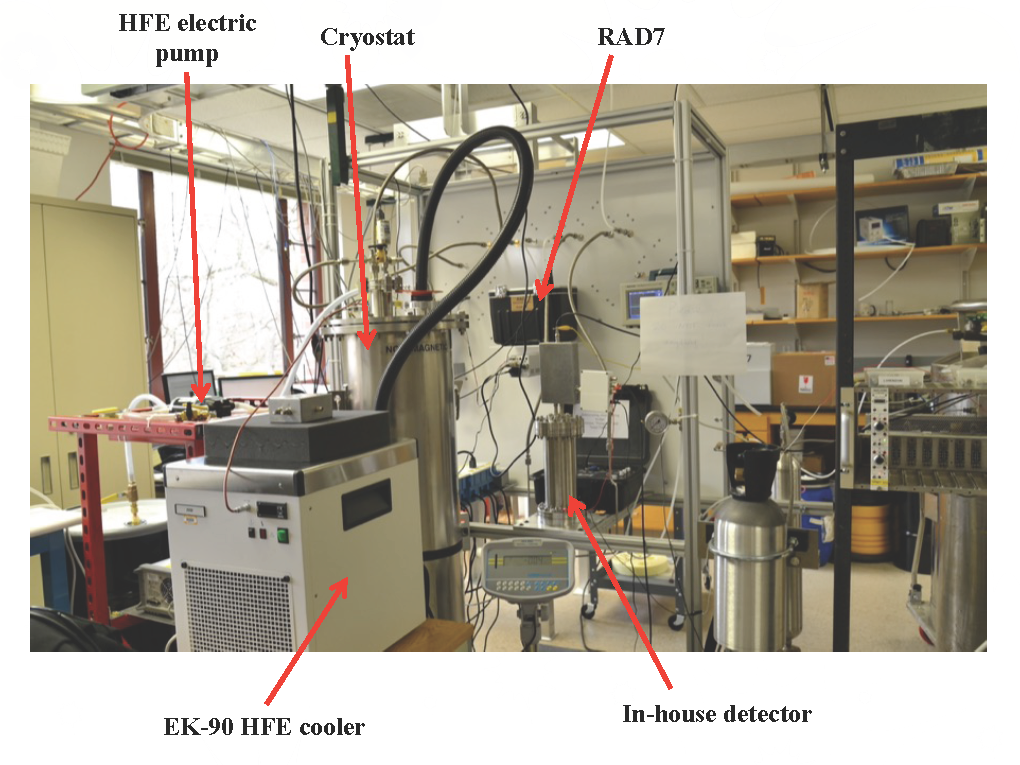 HFE electric
pump
Cryostat
RAD7
EK-90 HFE cooler
In-house detector